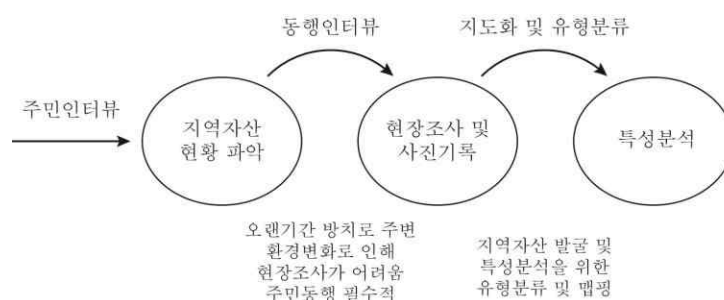 동행인터뷰
지도화 및 유형분류
주민인터뷰
지역자산
현황 파악
현장조사 및
사진기록
특성분석
오랜기간 방치로 주변
환경변화로 인해
현장조사가 어려움
주민동행 필수적
지역자산 발굴 및
특성분석을 위한
유형분류 및 맵핑